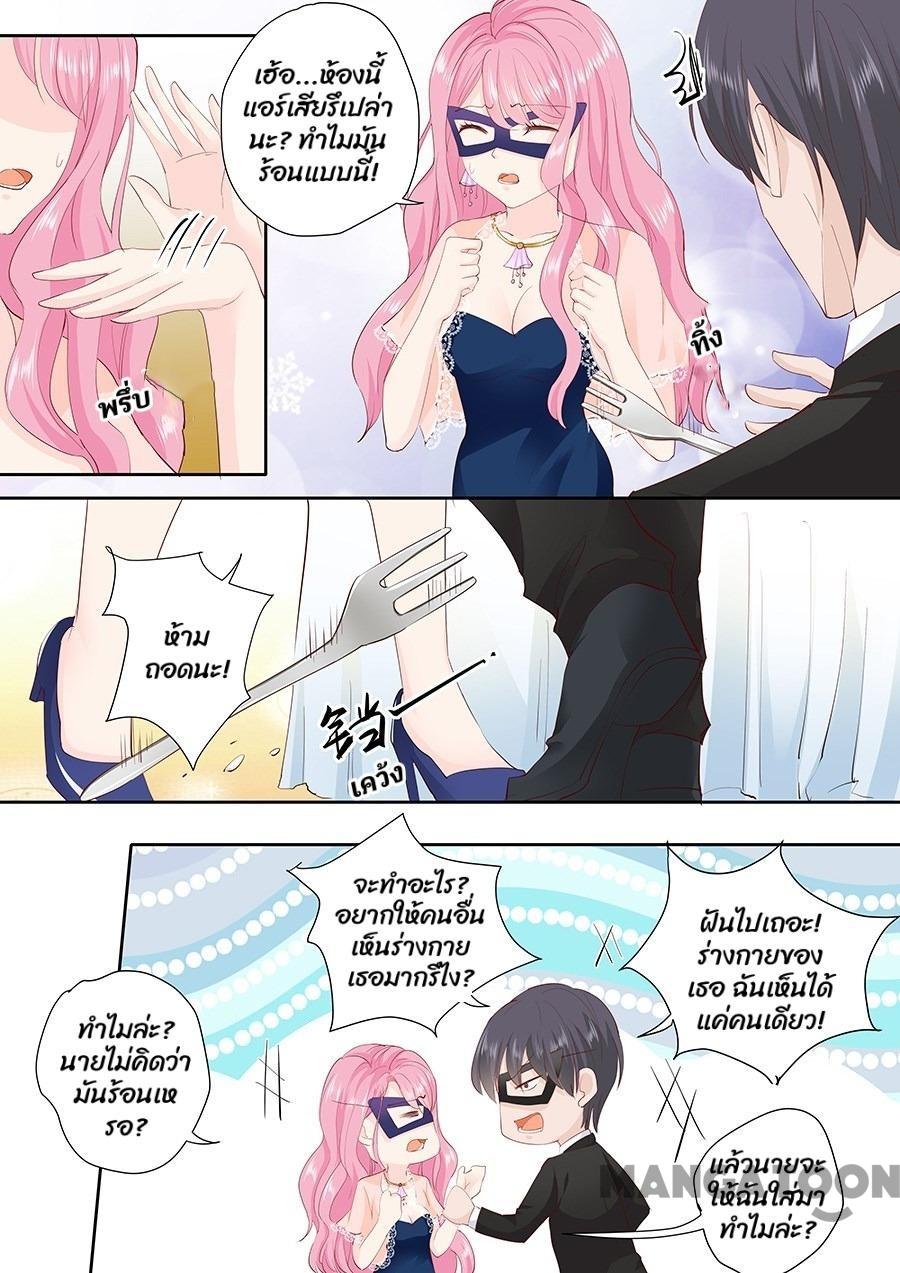 เฮ้อ...ห้องนี้
แอร์เสียรึเปล่า
นะ? ทำไมมัน
ร้อนแบบนี้!
พรึ่บ
ทิ้ง
ห้าม
ถอดนะ!
铛
เคว้ง
จะทำอะไร?
อยากให้คนอื่น
เห็นร่างกาย
เธอมากรึไง?
ฝันไปเถอะ!
ร่างกายของ
เธอ ฉันเห็นได้
แค่คนเดียว!
ทำไมล่ะ?
นายไม่คิดว่า
มันร้อนเห
รอ?
แล้วนายจะ
ให้ฉันใส่มา
ทำไมล่ะ?
MANGATOON